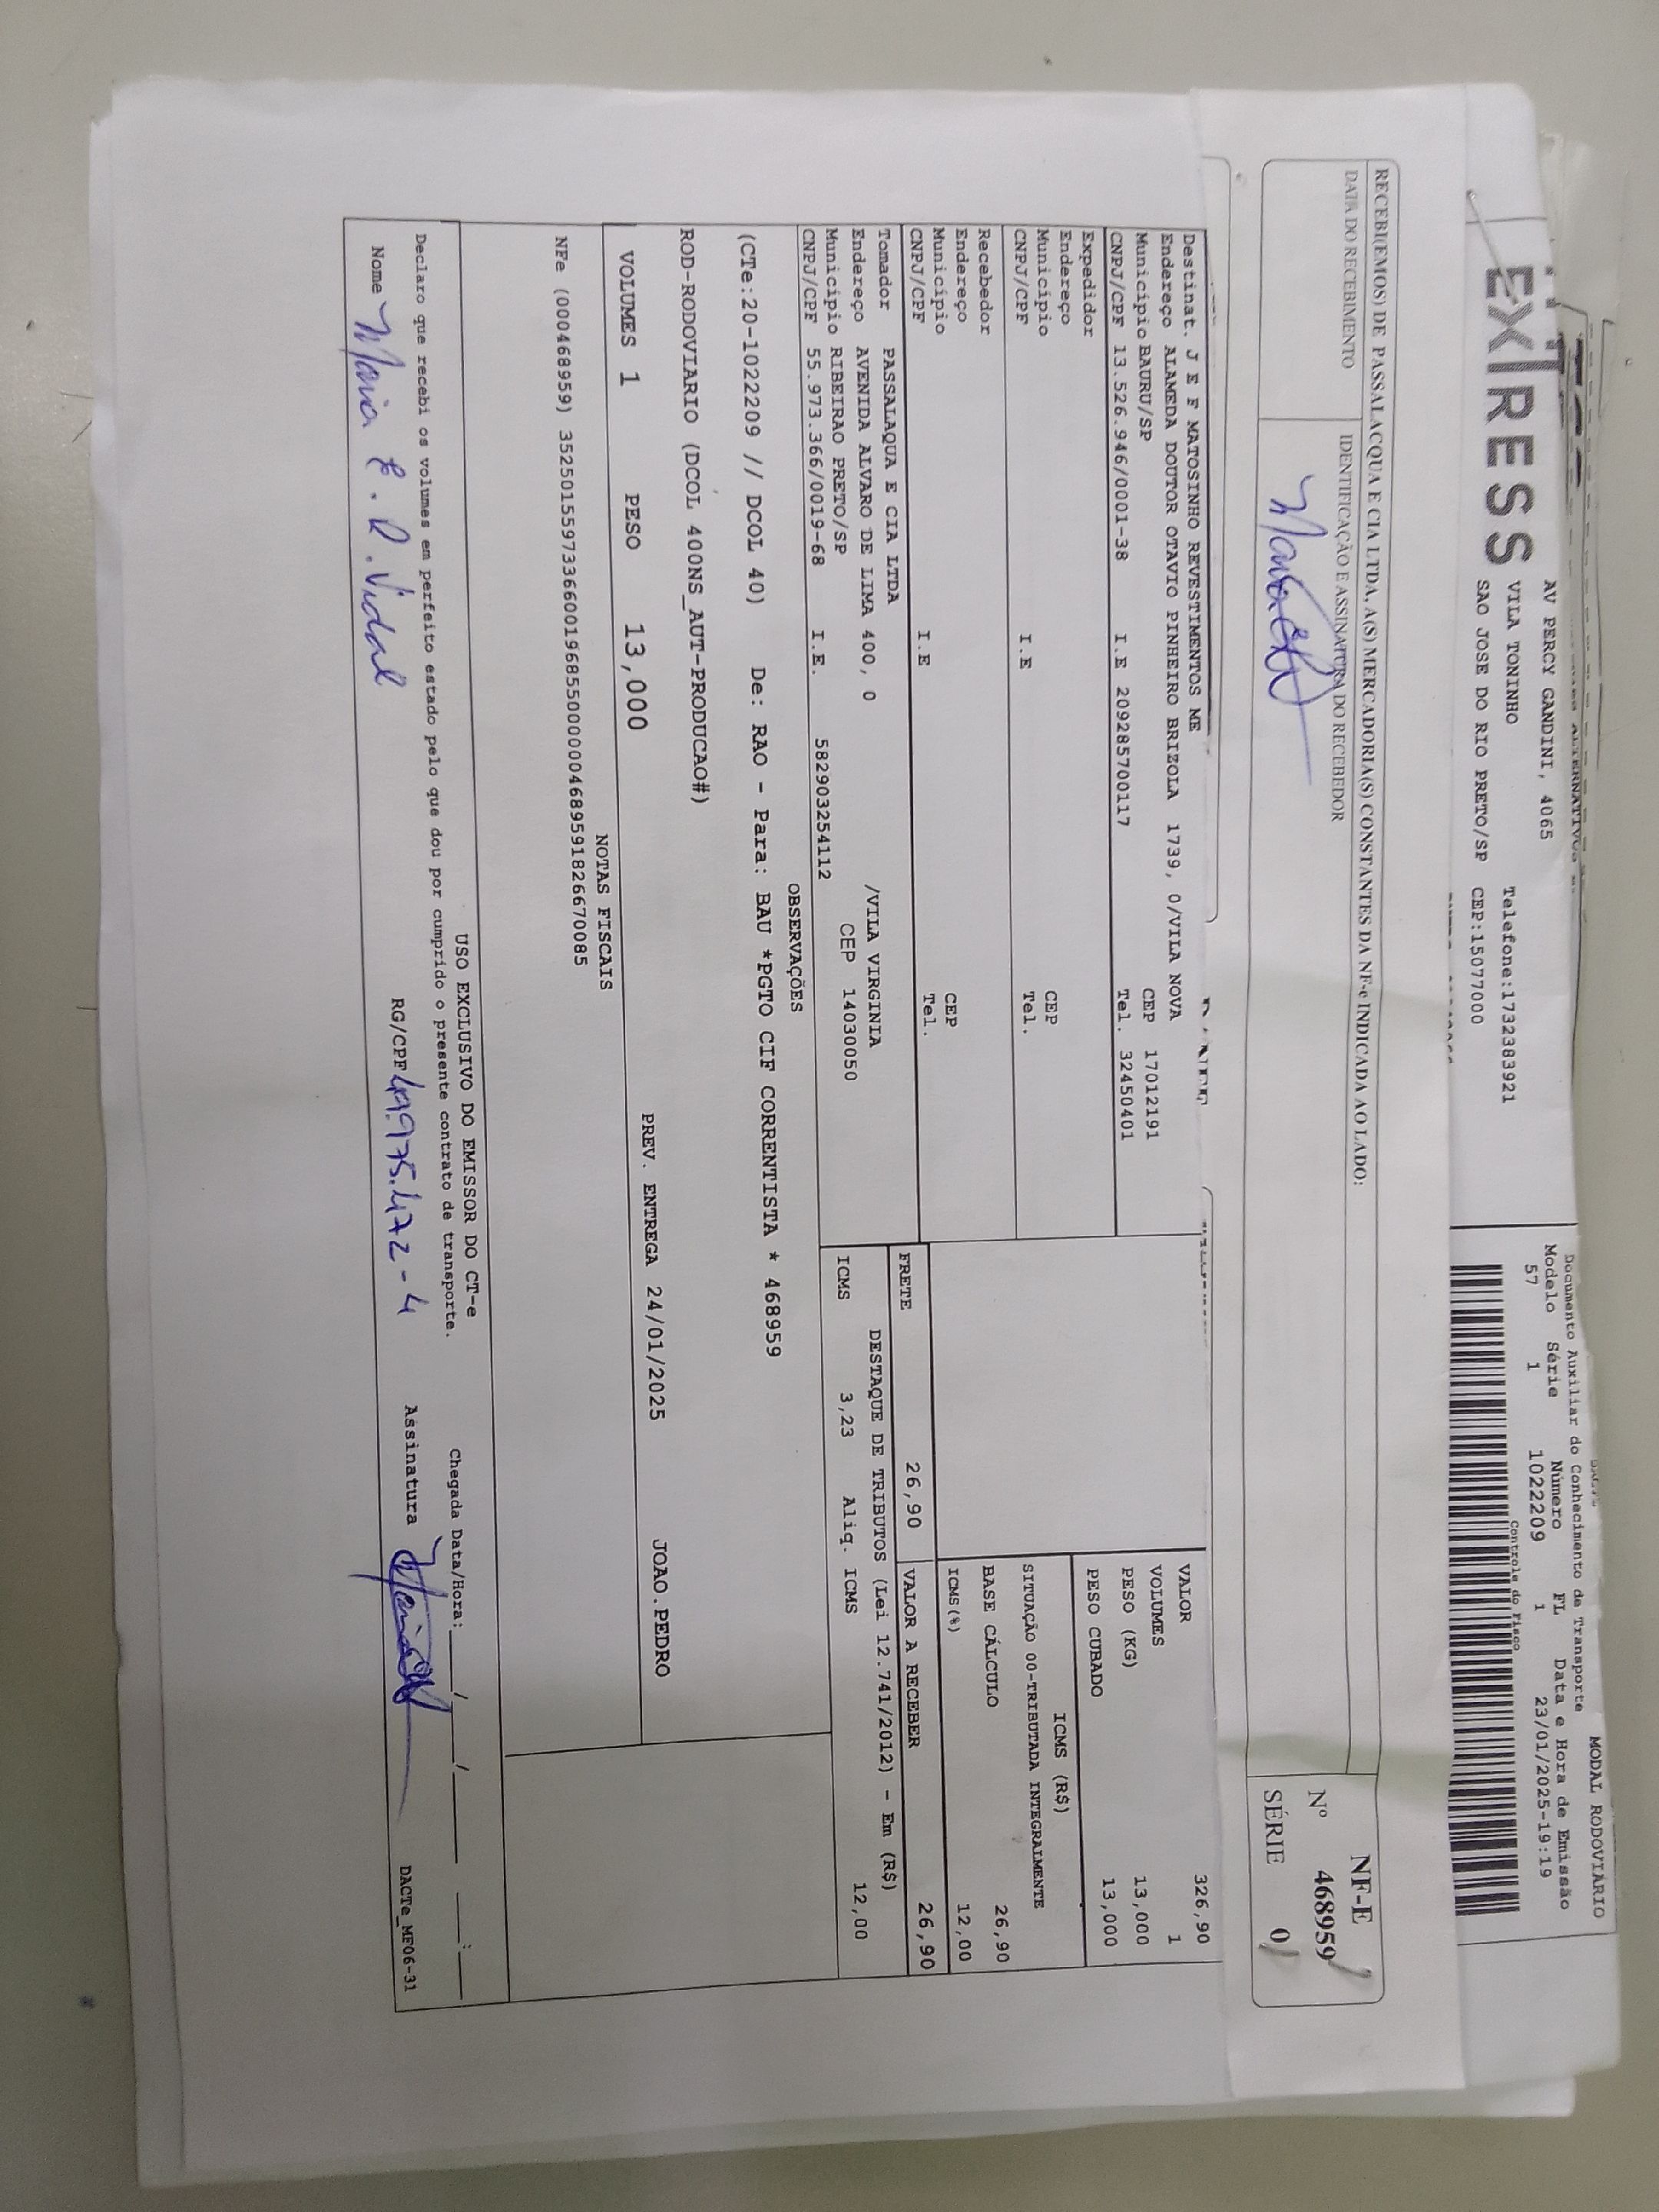 EXPRESS
AV PERCY GANDINI, 4065
VILA TONINHO
SAO JOSE DO RIO PRETO/SP
Telefone:1732383921
CEP:15077000
MODAL RODOVIÁRIO
Documento Auxiliar do Conhecimento de Transporte
Modelo Série Número FL Data e Hora de Emissão
57 1 1022209 1 23/01/2025-19:19
Controle do Fisco
RECEBI(EMOS) DE PASSALACQUA E CIA LTDA, A(S) MERCADORIA(S) CONSTANTES DA NF-e INDICADA AO LADO:
DATA DO RECEBIMENTO
IDENTIFICAÇÃO E ASSINATURA DO RECEBEDOR
NF-E
Nº 468959
SÉRIE 0
Destinat. J E F MATOSINHO REVESTIMENTOS ME
Endereço ALAMEDA DOUTOR OTAVIO PINHEIRO BRIZOLA 1739, 0/VILA NOVA
Município BAURU/SP CEP 17012191
CNPJ/CPF 13.526.946/0001-38 I.E 209285700117 Tel. 32450401
Expedidor
Endereço
Município CEP
CNPJ/CPF I.E Tel.
Recebedor
Endereço
Município CEP
CNPJ/CPF I.E Tel.
Tomador PASSALAQUA E CIA LTDA
Endereço AVENIDA ALVARO DE LIMA 400, 0 /VILA VIRGINIA
Município RIBEIRAO PRETO/SP CEP 14030050
CNPJ/CPF 55.973.366/0019-68 I.E. 582903254112
VALOR 326,90
VOLUMES 1
PESO (KG) 13,000
PESO CUBADO 13,000
ICMS (R$)
SITUAÇÃO 00-TRIBUTADA INTEGRALMENTE
BASE CÁLCULO 26,90
ICMS(%) 12,00
FRETE 26,90 VALOR A RECEBER 26,90
DESTAQUE DE TRIBUTOS (Lei 12.741/2012) - Em (R$)
ICMS 3,23 Aliq. ICMS 12,00
OBSERVAÇÕES
(CTe:20-1022209 // DCOL 40) De: RAO - Para: BAU *PGTO CIF CORRENTISTA * 468959
ROD-RODOVIARIO (DCOL 400NS_AUT-PRODUCAO#)
VOLUMES 1 PESO 13,000 PREV. ENTREGA 24/01/2025 JOAO.PEDRO
NOTAS FISCAIS
NFe (000468959) 35250155973366001968550000004689591826670085
USO EXCLUSIVO DO EMISSOR DO CT-e
Declaro que recebi os volumes em perfeito estado pelo que dou por cumprido o presente contrato de transporte.
Chegada Data/Hora:____/____/____ ___:___
Nome Maria E. R. Vidal RG/CPF 49.975.472-4 Assinatura
DACTe_MF06-31